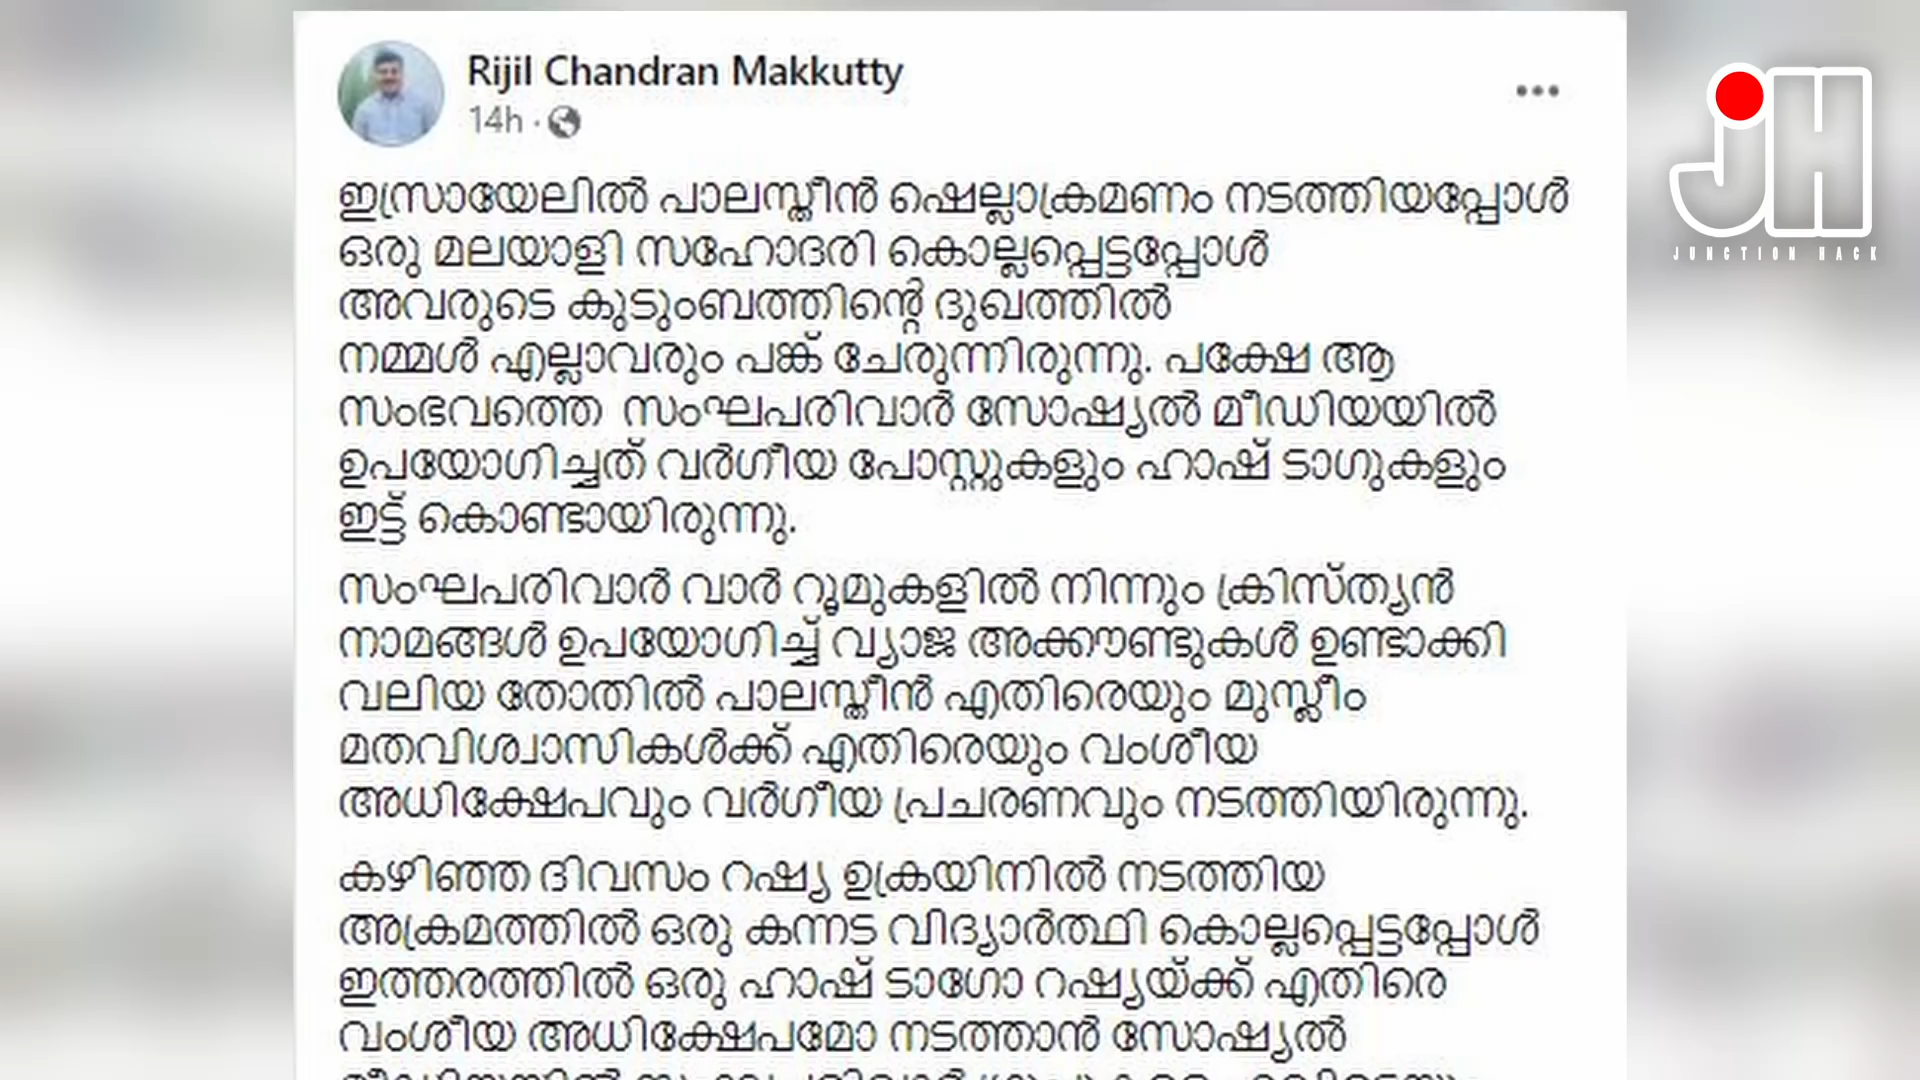 Rijil Chandran Makkutty
14h ·
JH
JUNCTION HACK
ഇസ്രായേലിൽ പാലസ്തീൻ ഷെല്ലാക്രമണം നടത്തിയപ്പോൾ
ഒരു മലയാളി സഹോദരി കൊല്ലപ്പെട്ടപ്പോൾ
അവരുടെ കുടുംബത്തിന്റെ ദുഖത്തിൽ
നമ്മൾ എല്ലാവരും പങ്ക് ചേരുന്നിരുന്നു. പക്ഷേ ആ
സംഭവത്തെ സംഘപരിവാർ സോഷ്യൽ മീഡിയയിൽ
ഉപയോഗിച്ചത് വർഗീയ പോസ്റ്റുകളും ഹാഷ് ടാഗുകളും
ഇട്ട് കൊണ്ടായിരുന്നു.
സംഘപരിവാർ വാർ റൂമുകളിൽ നിന്നും ക്രിസ്ത്യൻ
നാമങ്ങൾ ഉപയോഗിച്ച് വ്യാജ അക്കൗണ്ടുകൾ ഉണ്ടാക്കി
വലിയ തോതിൽ പാലസ്തീൻ എതിരെയും മുസ്ലീം
മതവിശ്വാസികൾക്ക് എതിരെയും വംശീയ
അധിക്ഷേപവും വർഗീയ പ്രചരണവും നടത്തിയിരുന്നു.
കഴിഞ്ഞ ദിവസം റഷ്യ ഉക്രയിനിൽ നടത്തിയ
അക്രമത്തിൽ ഒരു കന്നട വിദ്യാർത്ഥി കൊല്ലപ്പെട്ടപ്പോൾ
ഇത്തരത്തിൽ ഒരു ഹാഷ് ടാഗോ റഷ്യയ്ക്ക് എതിരെ
വംശീയ അധിക്ഷേപമോ നടത്താൻ സോഷ്യൽ